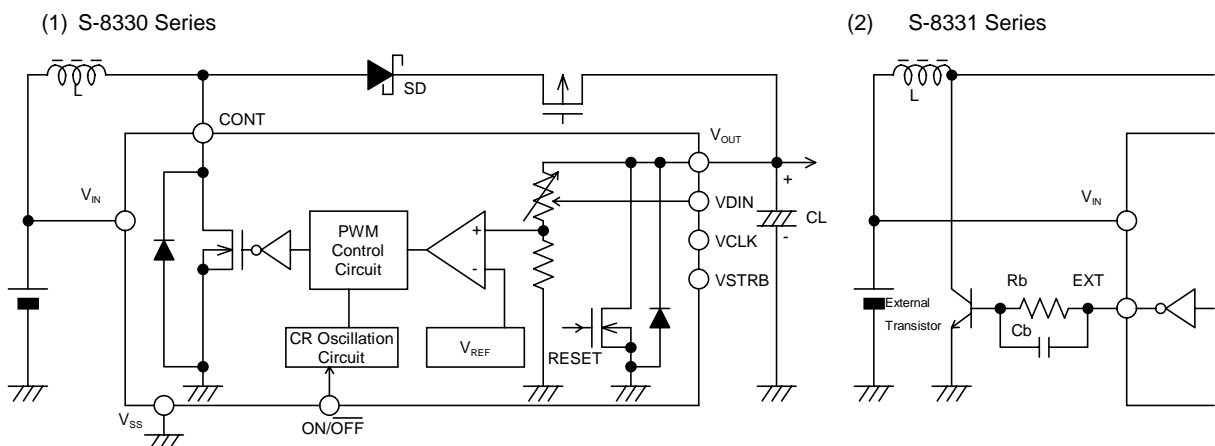 (1) S-8330 Series
(2) S-8331 Series
L
SD
CONT
VOUT
VIN
VDIN
VCLK
VSTRB
PWM
Control
Circuit
+
-
CR Oscillation
Circuit
VREF
RESET
+
CL
-
VSS
ON/OFF
L
VIN
External
Transistor
Rb
EXT
Cb